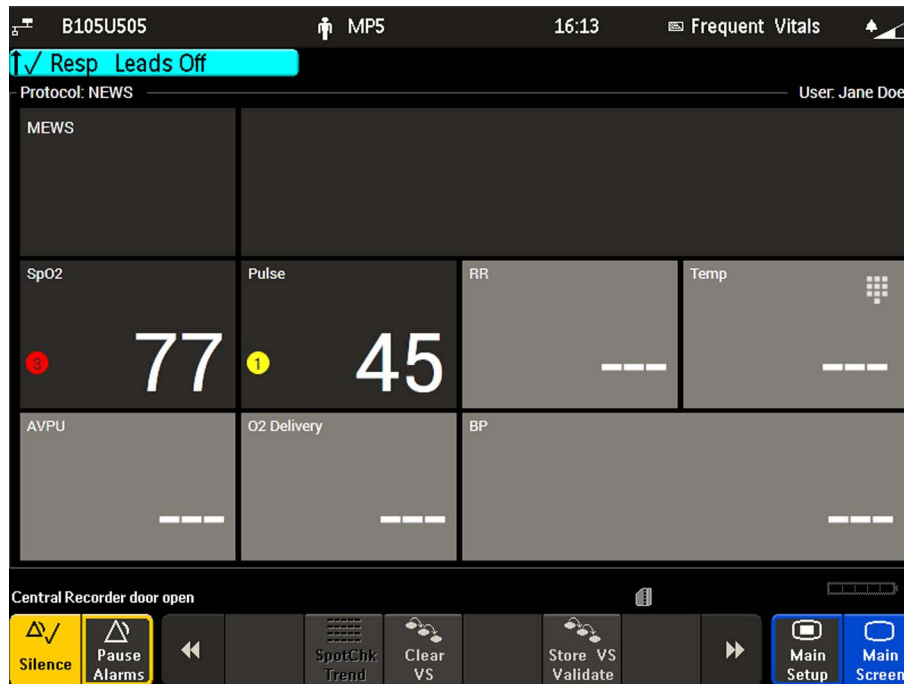 B105U505 MP5 16:13 Frequent Vitals
Resp Leads Off
Protocol: NEWS User: Jane Doe
MEWS
SpO2 Pulse RR Temp
3 77 1 45 --- ---
AVPU O2 Delivery BP
--- --- ---
Central Recorder door open
Silence
Pause
Alarms
SpotChk
Trend
Clear
VS
Store VS
Validate
Main
Setup
Main
Screen